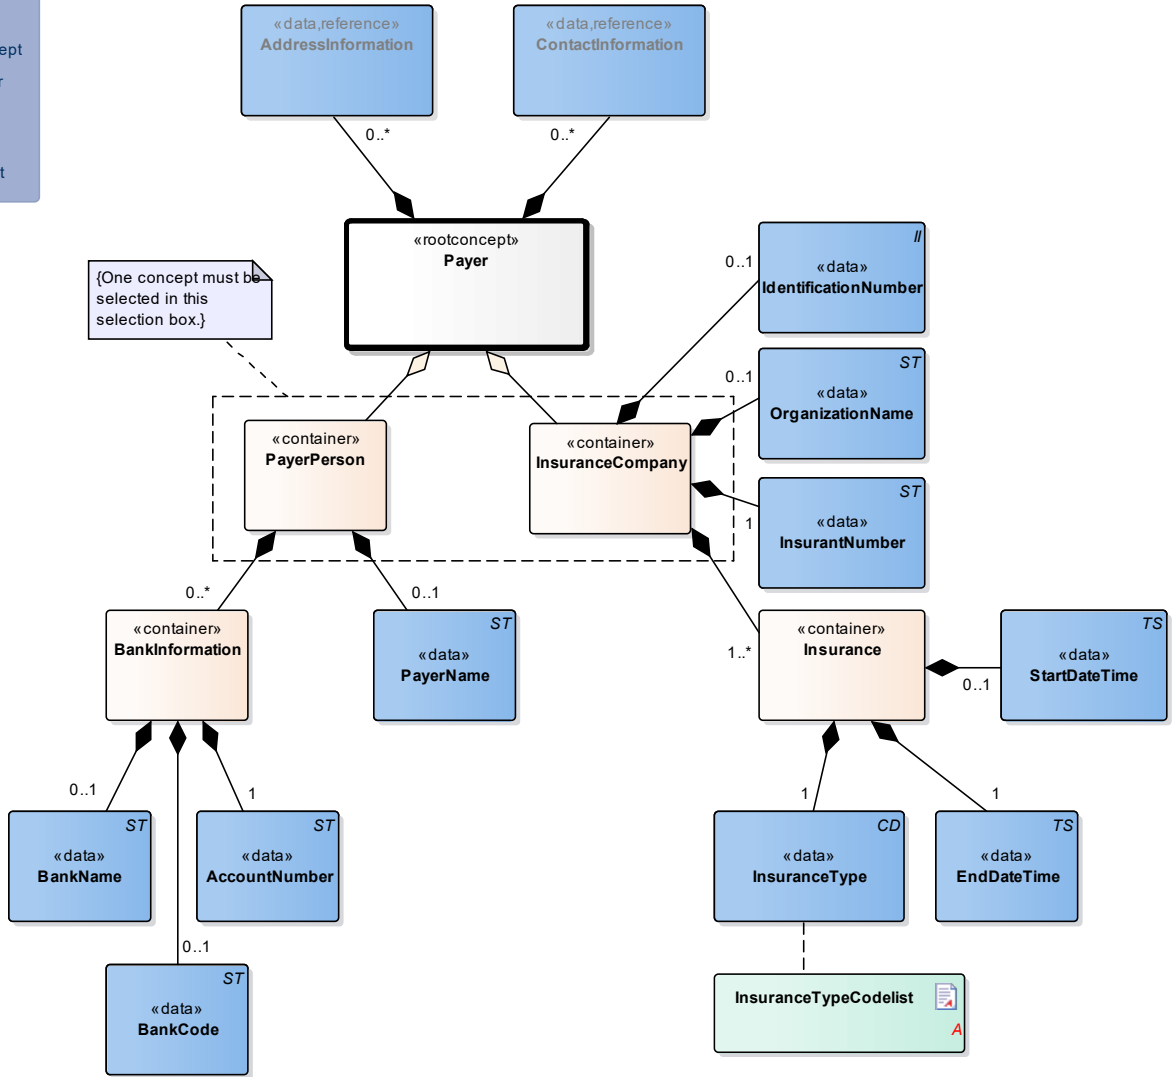 «data,reference»
AddressInformation
«data,reference»
ContactInformation
ept
r
t
0..*
0..*
«rootconcept»
Payer
{One concept must be
selected in this
selection box.}
0..1
II
«data»
IdentificationNumber
0..1
ST
«data»
OrganizationName
«container»
PayerPerson
«container»
InsuranceCompany
1
ST
«data»
InsurantNumber
0..*
0..1
1..*
«container»
BankInformation
ST
«data»
PayerName
«container»
Insurance
0..1
TS
«data»
StartDateTime
0..1
1
1
1
ST
«data»
BankName
ST
«data»
AccountNumber
CD
«data»
InsuranceType
TS
«data»
EndDateTime
0..1
ST
«data»
BankCode
InsuranceTypeCodelist
A